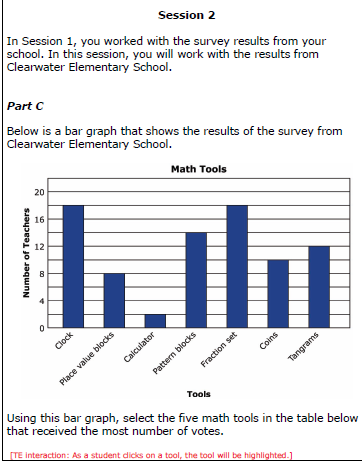 Session 2
In Session 1, you worked with the survey results from your
school. In this session, you will work with the results from
Clearwater Elementary School.
Part C
Below is a bar graph that shows the results of the survey from
Clearwater Elementary School.
Math Tools
Number of Teachers
20
16
12
8
4
0
Clock
Place value blocks
Calculator
Pattern blocks
Fraction set
Coins
Tangrams
Tools
Using this bar graph, select the five math tools in the table below
that received the most number of votes.
[TE interaction: As a student clicks on a tool, the tool will be highlighted.]